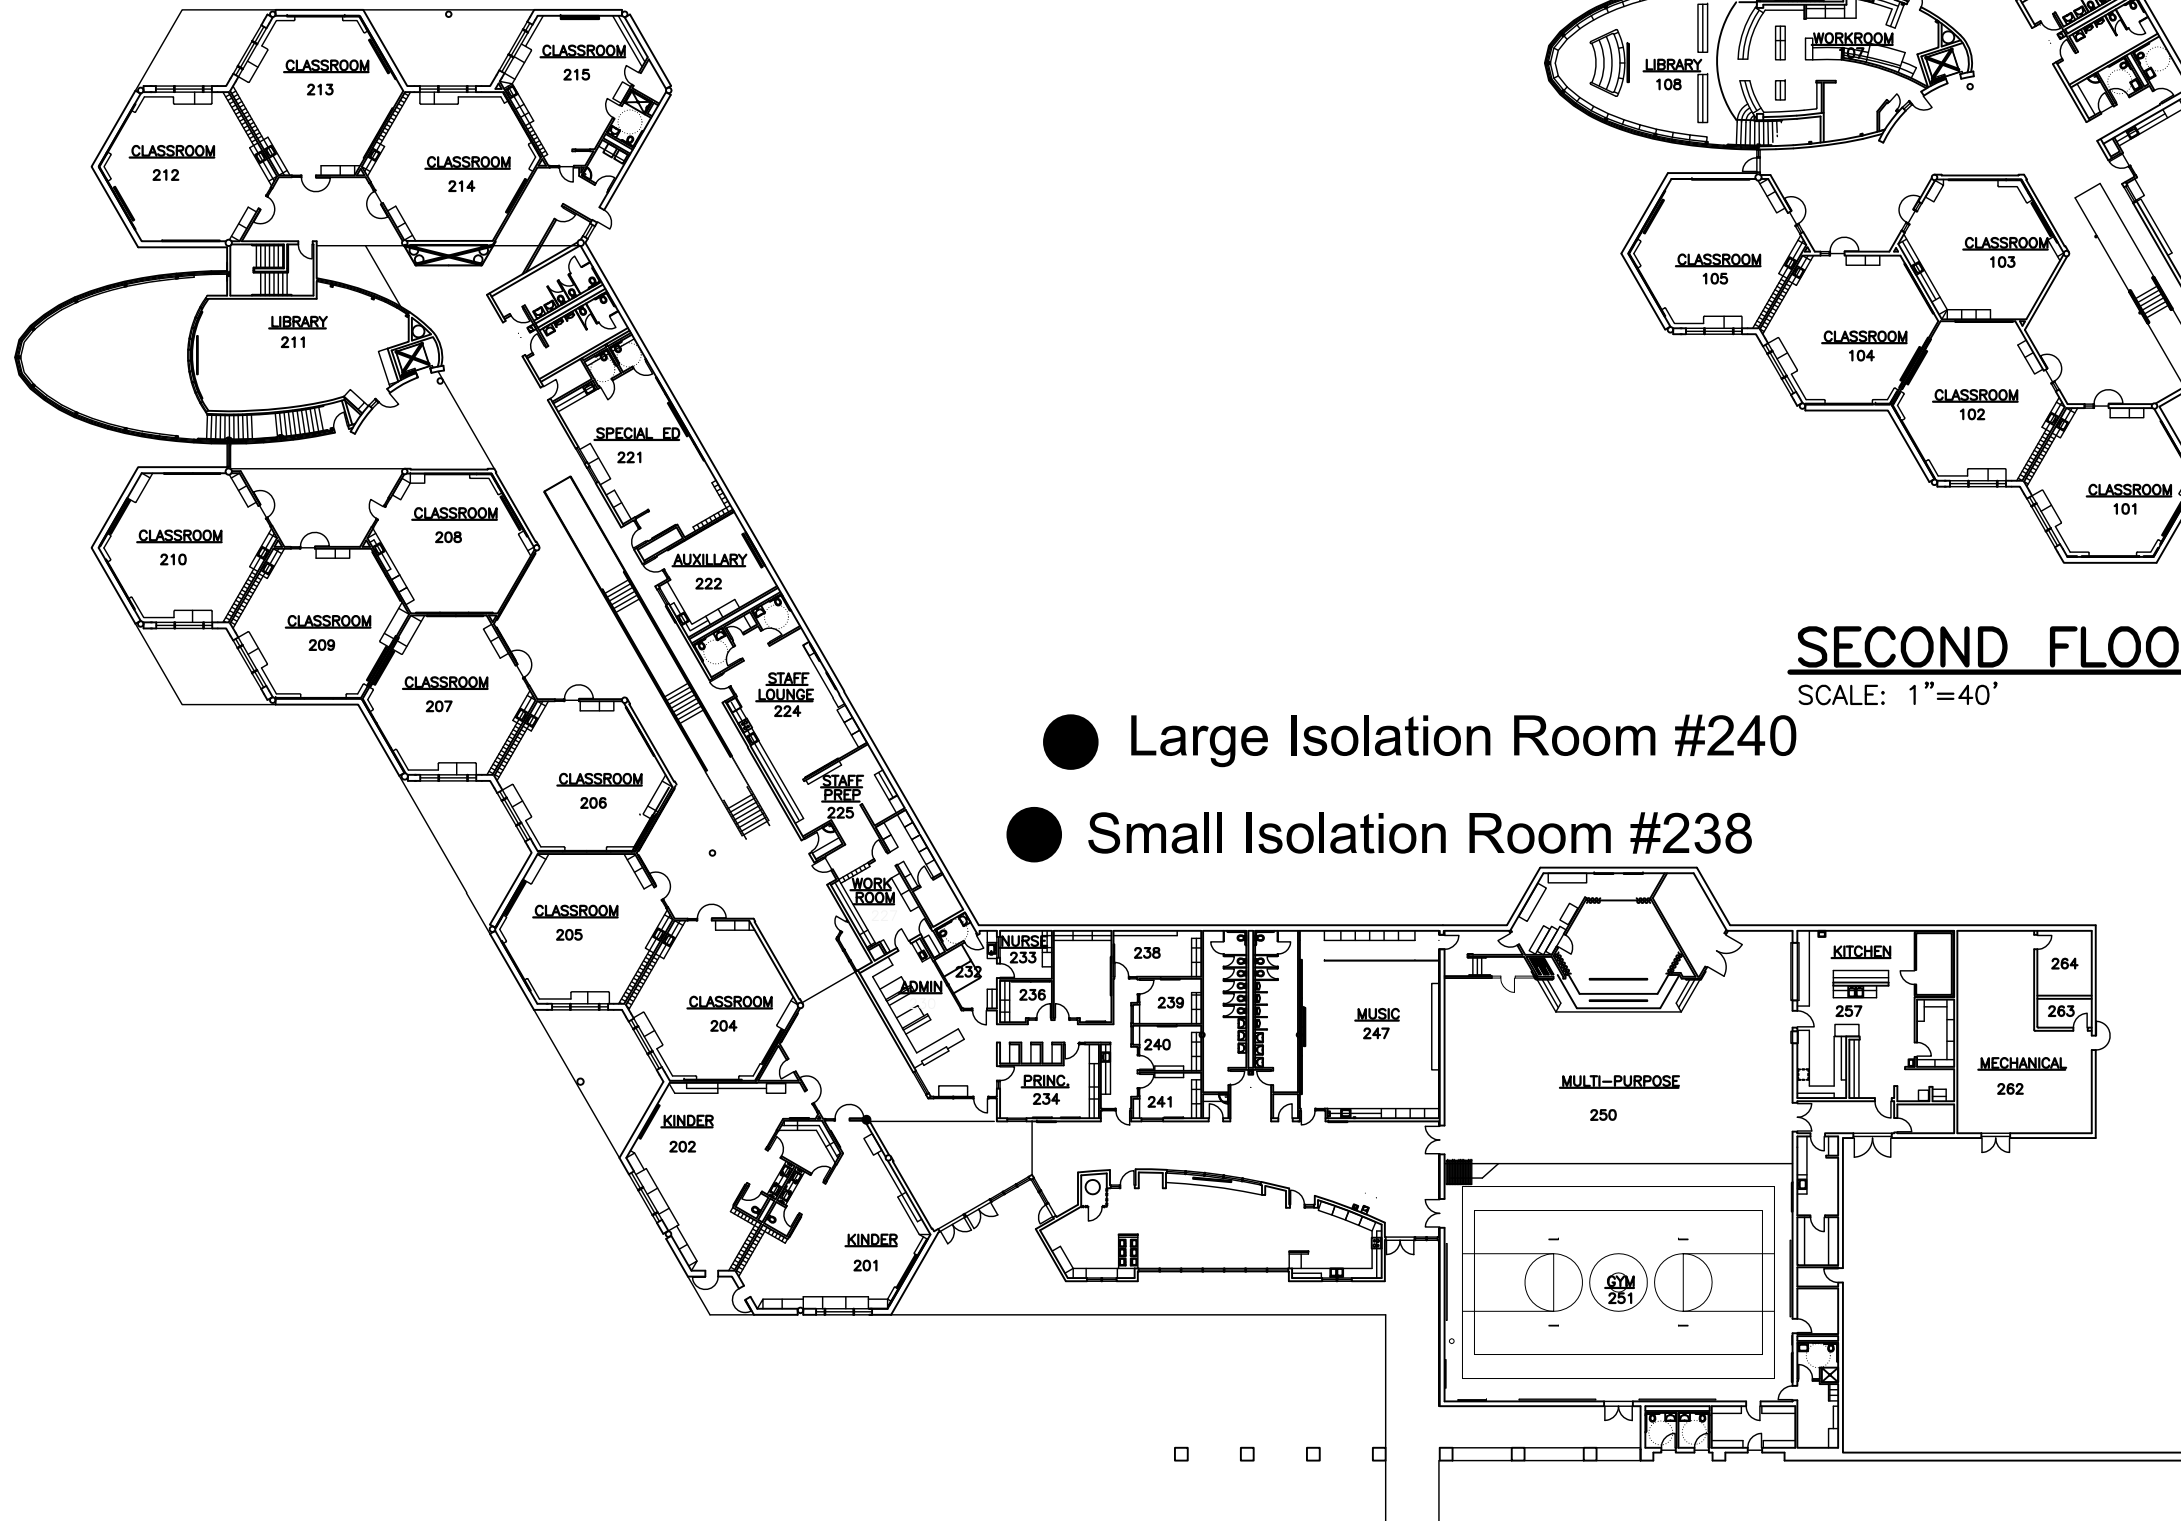 CLASSROOM
215
CLASSROOM
213
CLASSROOM
212
CLASSROOM
214
LIBRARY
211
WORKROOM
107
LIBRARY
108
CLASSROOM
105
CLASSROOM
103
CLASSROOM
104
CLASSROOM
102
CLASSROOM
101
SPECIAL ED
221
CLASSROOM
210
CLASSROOM
208
AUXILLARY
222
CLASSROOM
209
CLASSROOM
207
STAFF
LOUNGE
224
SECOND FLOO
SCALE: 1"=40'
Large Isolation Room #240
Small Isolation Room #238
CLASSROOM
206
STAFF
PREP
225
WORK
ROOM
CLASSROOM
205
CLASSROOM
204
ADMIN
232
NURSE
233
236
238
239
240
241
PRINC.
234
MUSIC
247
MULTI-PURPOSE
250
KITCHEN
257
264
263
MECHANICAL
262
KINDER
202
KINDER
201
GYM
251